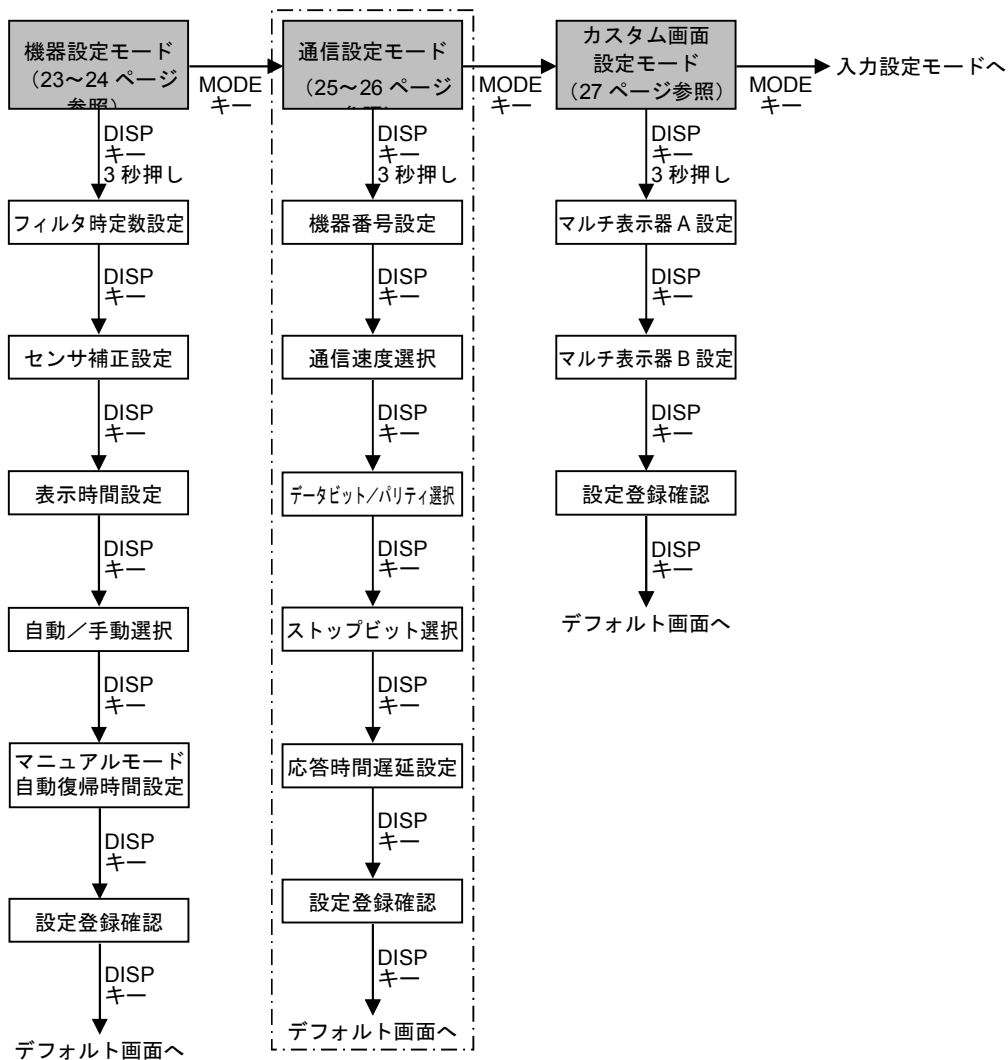 機器設定モード
（23～24 ページ
参照）
MODE
キー
DISP
キー
3 秒押し
フィルタ時定数設定
DISP
キー
センサ補正設定
DISP
キー
表示時間設定
DISP
キー
自動／手動選択
DISP
キー
マニュアルモード
自動復帰時間設定
DISP
キー
設定登録確認
DISP
キー
デフォルト画面へ
通信設定モード
（25～26 ページ
参照）
MODE
キー
DISP
キー
3 秒押し
機器番号設定
DISP
キー
通信速度選択
DISP
キー
データビット／パリティ選択
DISP
キー
ストップビット選択
DISP
キー
応答時間遅延設定
DISP
キー
設定登録確認
DISP
キー
デフォルト画面へ
カスタム画面
設定モード
（27 ページ参照）
MODE
キー
入力設定モードへ
DISP
キー
3 秒押し
マルチ表示器 A 設定
DISP
キー
マルチ表示器 B 設定
DISP
キー
設定登録確認
DISP
キー
デフォルト画面へ